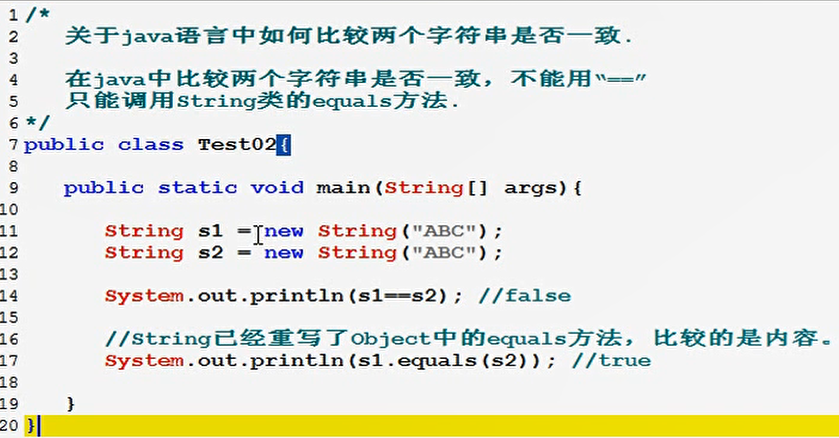 1 /*
2 关于java语言中如何比较两个字符串是否一致.
3
4 在java中比较两个字符串是否一致，不能用“==”
5 只能调用String类的equals方法.
6 */
7 public class Test02{
8
9 public static void main(String[] args){
10
11 String s1 = new String("ABC");
12 String s2 = new String("ABC");
13
14 System.out.println(s1==s2); //false
15
16 //String已经重写了Object中的equals方法，比较的是内容。
17 System.out.println(s1.equals(s2)); //true
18
19 }
20 }